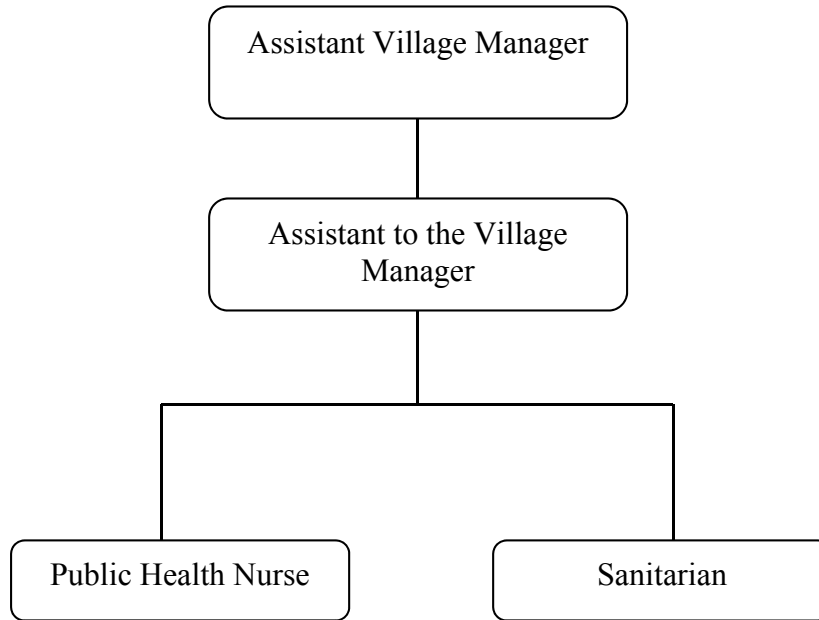 Assistant Village Manager
Assistant to the Village
Manager
Public Health Nurse
Sanitarian